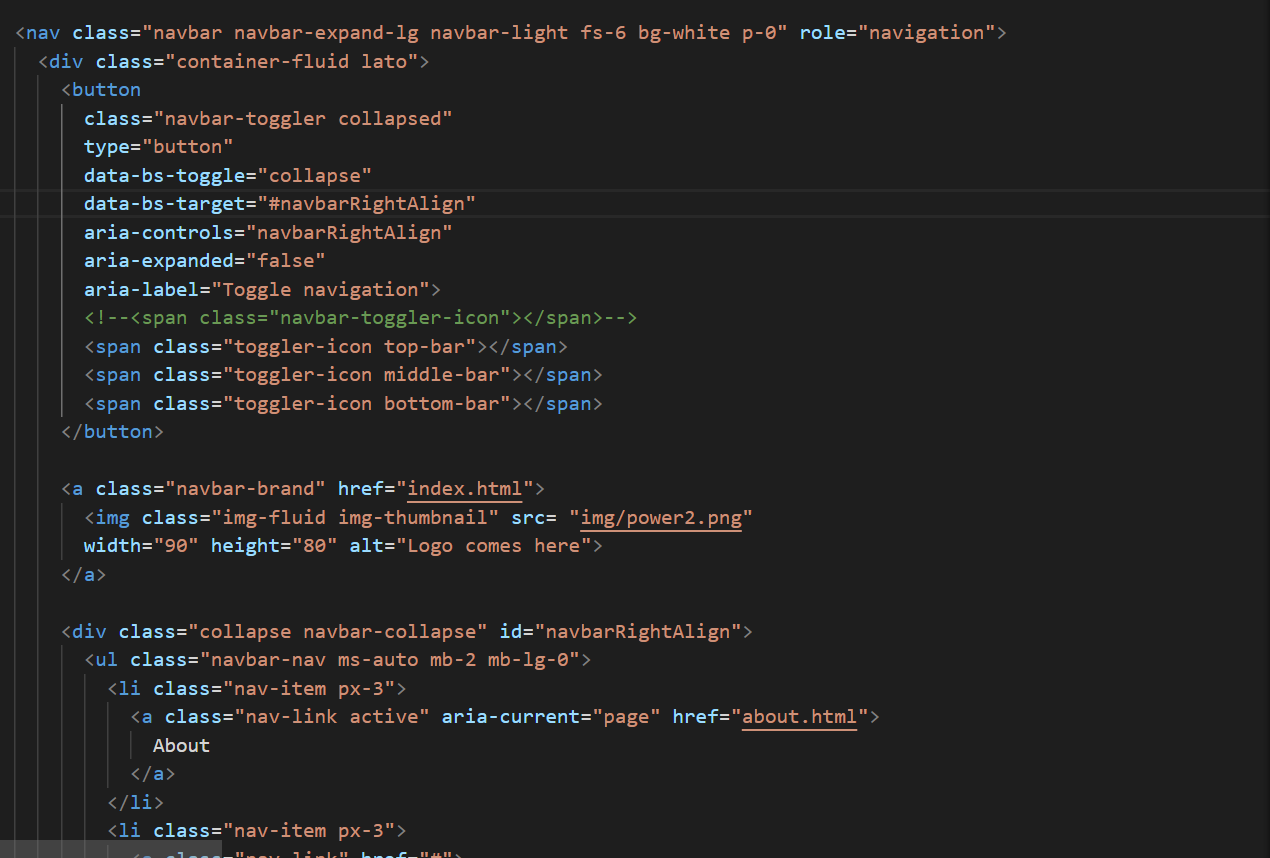 <nav class="navbar navbar-expand-lg navbar-light fs-6 bg-white p-0" role="navigation">
<div class="container-fluid lato">
<button
class="navbar-toggler collapsed"
type="button"
data-bs-toggle="collapse"
data-bs-target="#navbarRightAlign"
aria-controls="navbarRightAlign"
aria-expanded="false"
aria-label="Toggle navigation">
<!--<span class="navbar-toggler-icon"></span>-->
<span class="toggler-icon top-bar"></span>
<span class="toggler-icon middle-bar"></span>
<span class="toggler-icon bottom-bar"></span>
</button>
<a class="navbar-brand" href="index.html">
<img class="img-fluid img-thumbnail" src= "img/power2.png"
width="90" height="80" alt="Logo comes here">
</a>
<div class="collapse navbar-collapse" id="navbarRightAlign">
<ul class="navbar-nav ms-auto mb-2 mb-lg-0">
<li class="nav-item px-3">
<a class="nav-link active" aria-current="page" href="about.html">
About
</a>
</li>
<li class="nav-item px-3">
<a class="nav-link" href="#">